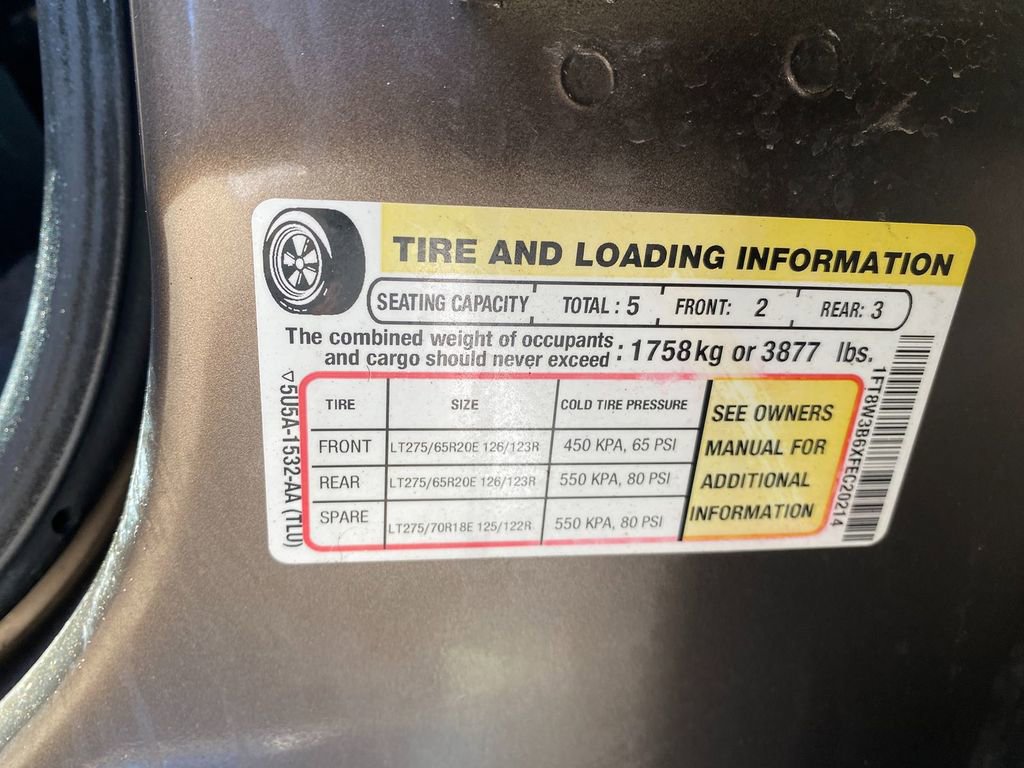 TIRE AND LOADING INFORMATION
SEATING CAPACITY TOTAL: 5 FRONT: 2 REAR: 3
The combined weight of occupants
and cargo should never exceed : 1758kg or 3877 lbs.
TIRE SIZE COLD TIRE PRESSURE
FRONT LT275/65R20E 126/123R 450 KPA, 65 PSI
REAR LT275/65R20E 126/123R 550 KPA, 80 PSI
SPARE LT275/70R18E 125/122R 550 KPA, 80 PSI
SEE OWNERS
MANUAL FOR
ADDITIONAL
INFORMATION
5U5A-1532-AA (TL0)
1FT8W3B6XFEC20214